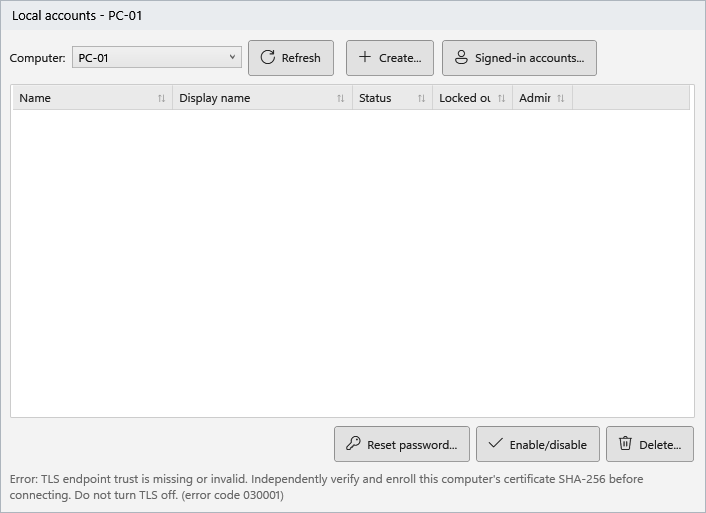 Local accounts - PC-01
Computer: PC-01 Refresh Create... Signed-in accounts...
Name Display name Status Locked ou Admin
Reset password... Enable/disable Delete...
Error: TLS endpoint trust is missing or invalid. Independently verify and enroll this computer's certificate SHA-256 before
connecting. Do not turn TLS off. (error code 030001)